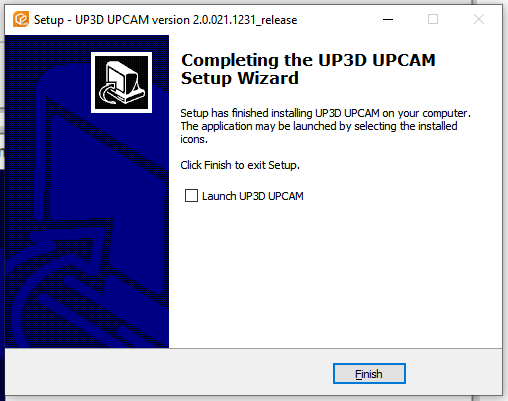 Setup - UP3D UPCAM version 2.0.021.1231_release
Completing the UP3D UPCAM
Setup Wizard
Setup has finished installing UP3D UPCAM on your computer.
The application may be launched by selecting the installed
icons.
Click Finish to exit Setup.
Launch UP3D UPCAM
Finish